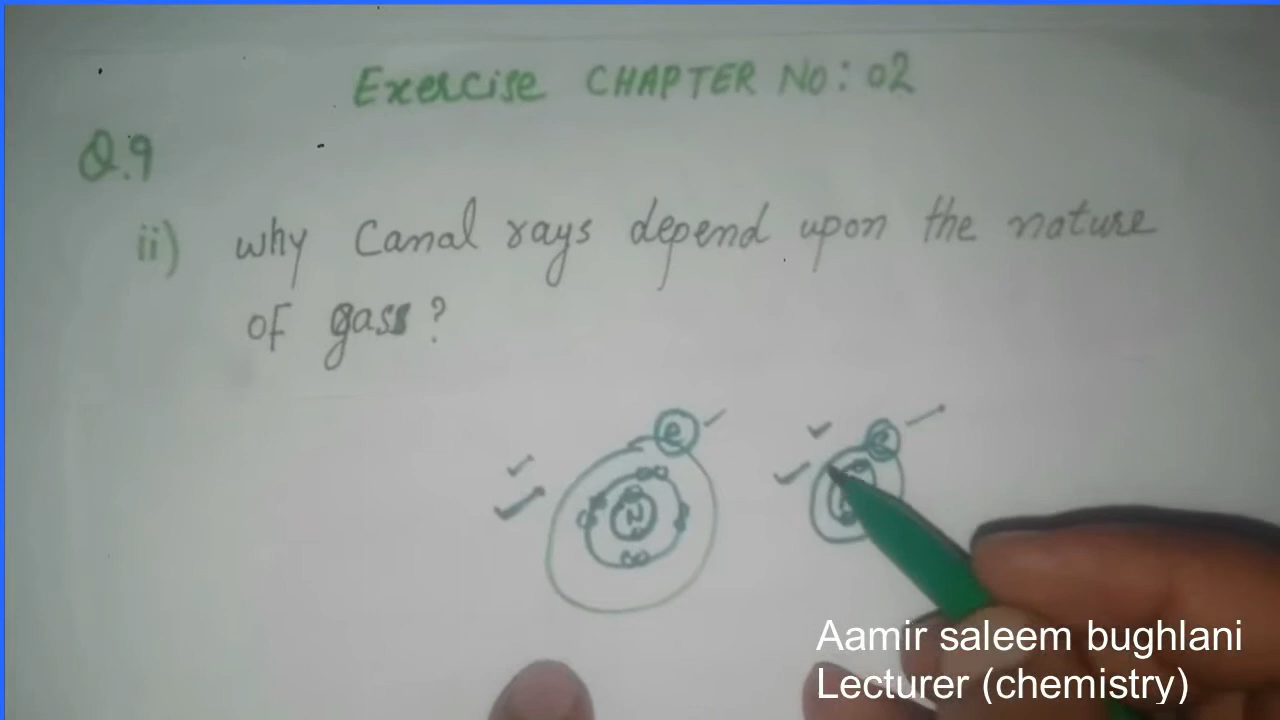 Exercise CHAPTER NO: 02
Q.9
ii) why Canal rays depend upon the nature
of gass?
e
e
N
Aamir saleem bughlani
Lecturer (chemistry)